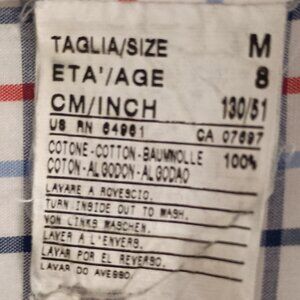 TAGLIA/SIZE M
ETA'/AGE 8
CM/INCH 130/51
US RN 64961 CA 07697
COTONE-COTTON-BAUMWOLLE 100%
COTON-ALGODON-ALGODAO
LAVARE A ROVESCIO.
TURN INSIDE OUT TO WASH.
VON LINKS WASCHEN.
LAVER A L'ENVERS.
LAVAR POR EL REVERSO.
LAVAR DO AVESSO